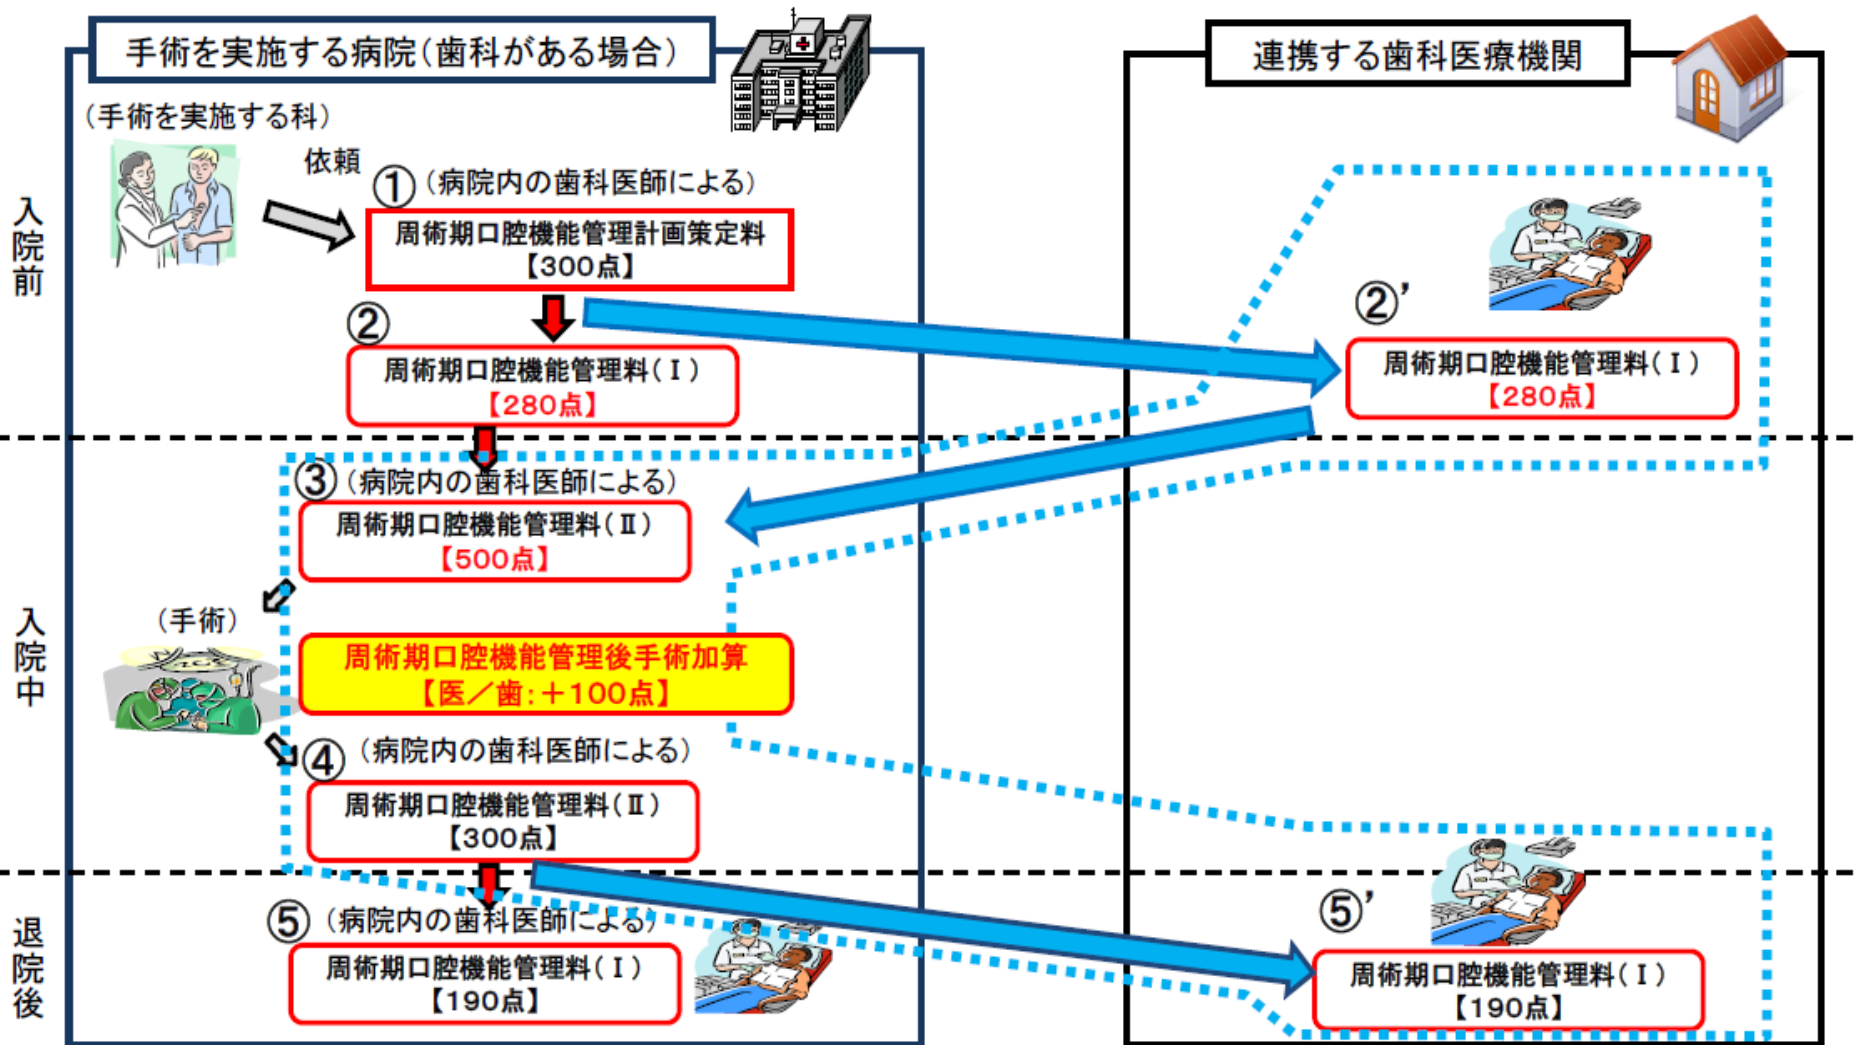 手術を実施する病院(歯科がある場合)
連携する歯科医療機関
(手術を実施する科)
依頼
入院前
①(病院内の歯科医師による)
周術期口腔機能管理計画策定料
【300点】
②
周術期口腔機能管理料(Ⅰ)
【280点】
②'
周術期口腔機能管理料(Ⅰ)
【280点】
入院中
③(病院内の歯科医師による)
周術期口腔機能管理料(Ⅱ)
【500点】
(手術)
周術期口腔機能管理後手術加算
【医/歯:+100点】
④(病院内の歯科医師による)
周術期口腔機能管理料(Ⅱ)
【300点】
退院後
⑤(病院内の歯科医師による)
周術期口腔機能管理料(Ⅰ)
【190点】
⑤'
周術期口腔機能管理料(Ⅰ)
【190点】